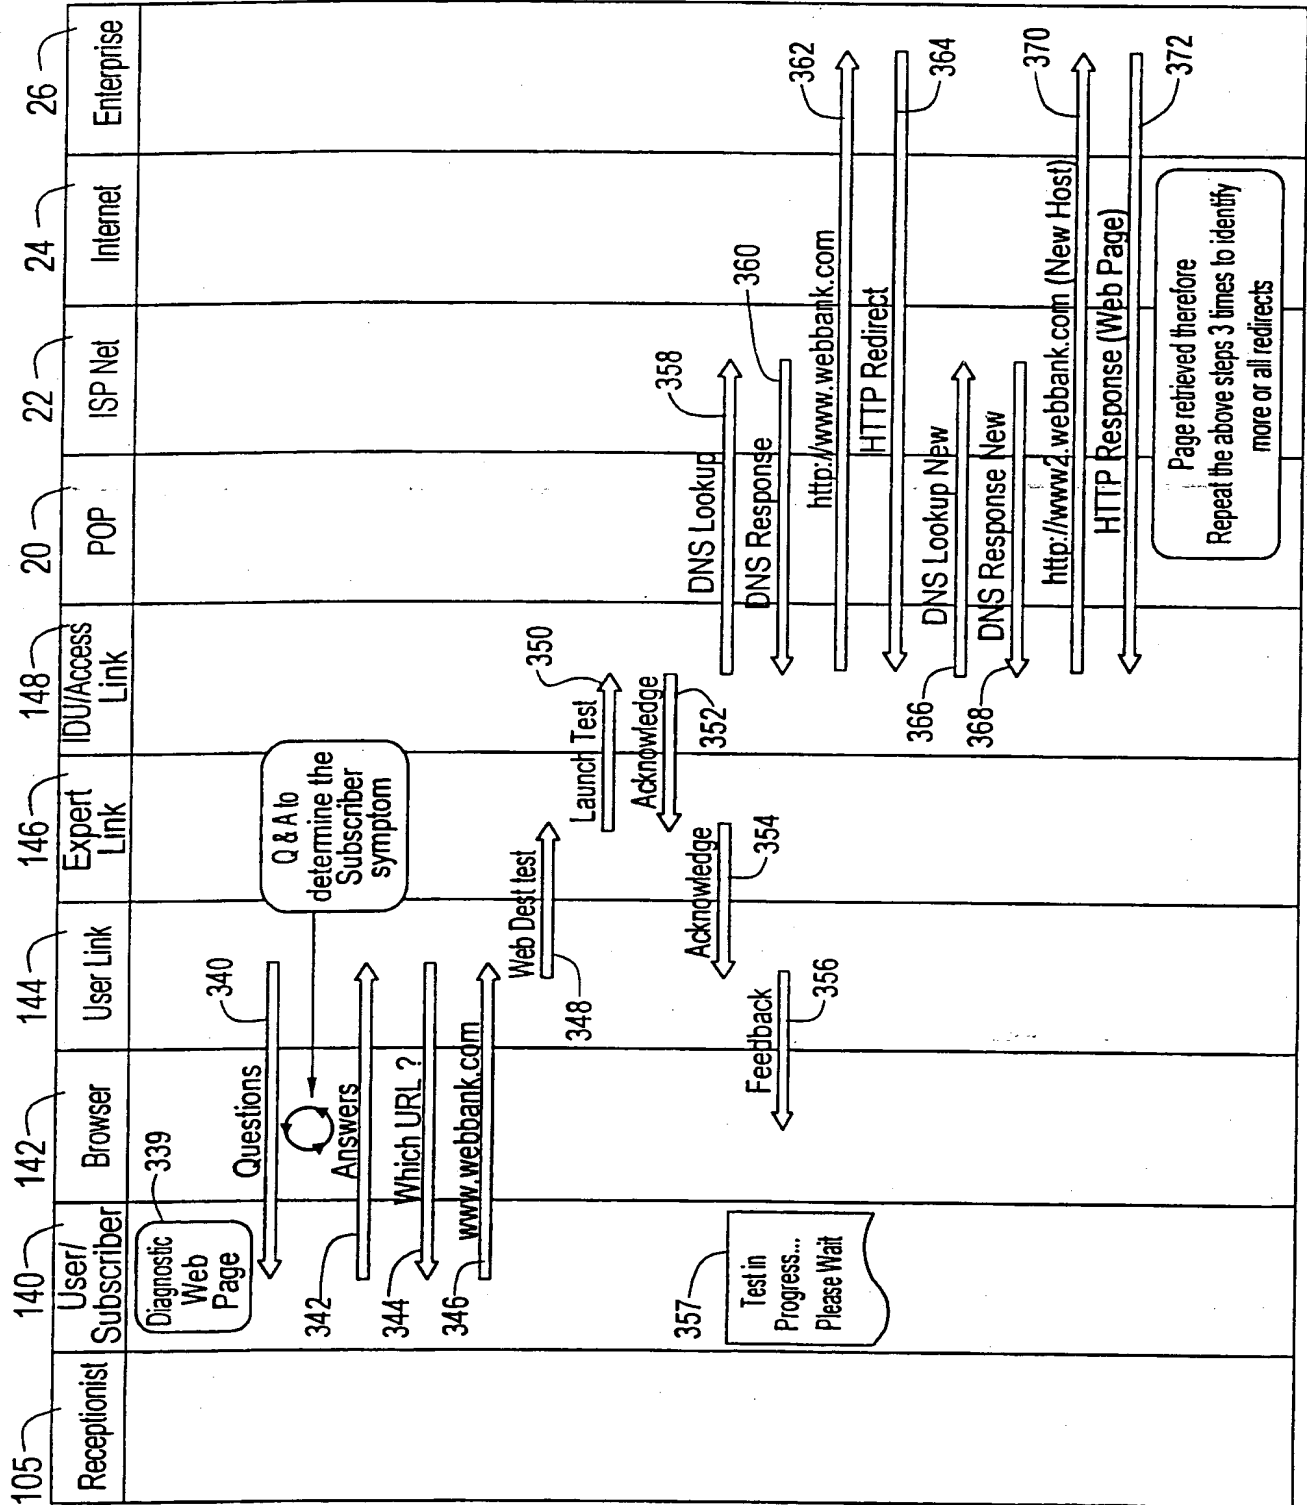 105
140
142
144
146
148
20
22
24
26
Receptionist
User/
Subscriber
Browser
User Link
Expert
Link
IDU/Access
Link
POP
ISP Net
Internet
Enterprise
Diagnostic
Web
Page
339
Questions
340
Q & A to
determine the
Subscriber
symptom
Answers
342
Which URL ?
344
www.webbank.com
346
Web Dest test
348
Launch Test
350
Acknowledge
352
Acknowledge
354
DNS Lookup
358
357
Test in
Progress...
Please Wait
Feedback
356
DNS Response
360
http://www.webbank.com
362
HTTP Redirect
364
DNS Lookup New
366
DNS Response New
368
http://www2.webbank.com (New Host)
370
HTTP Response (Web Page)
372
Page retrieved therefore
Repeat the above steps 3 times to identify
more or all redirects